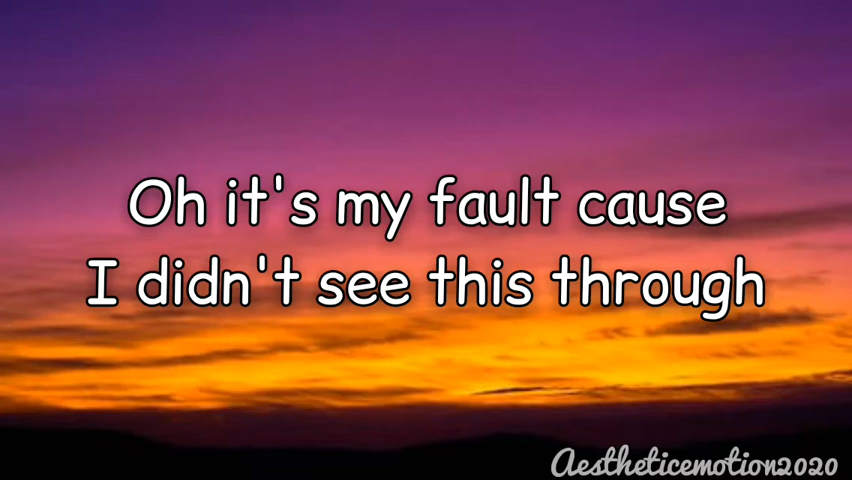 Oh it's my fault cause
I didn't see this through
Aestheticemotion2020